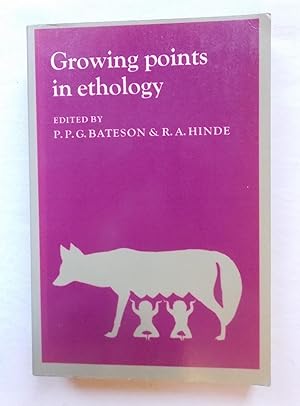 Growing points
in ethology
EDITED BY
P. P. G. BATESON & R. A. HINDE